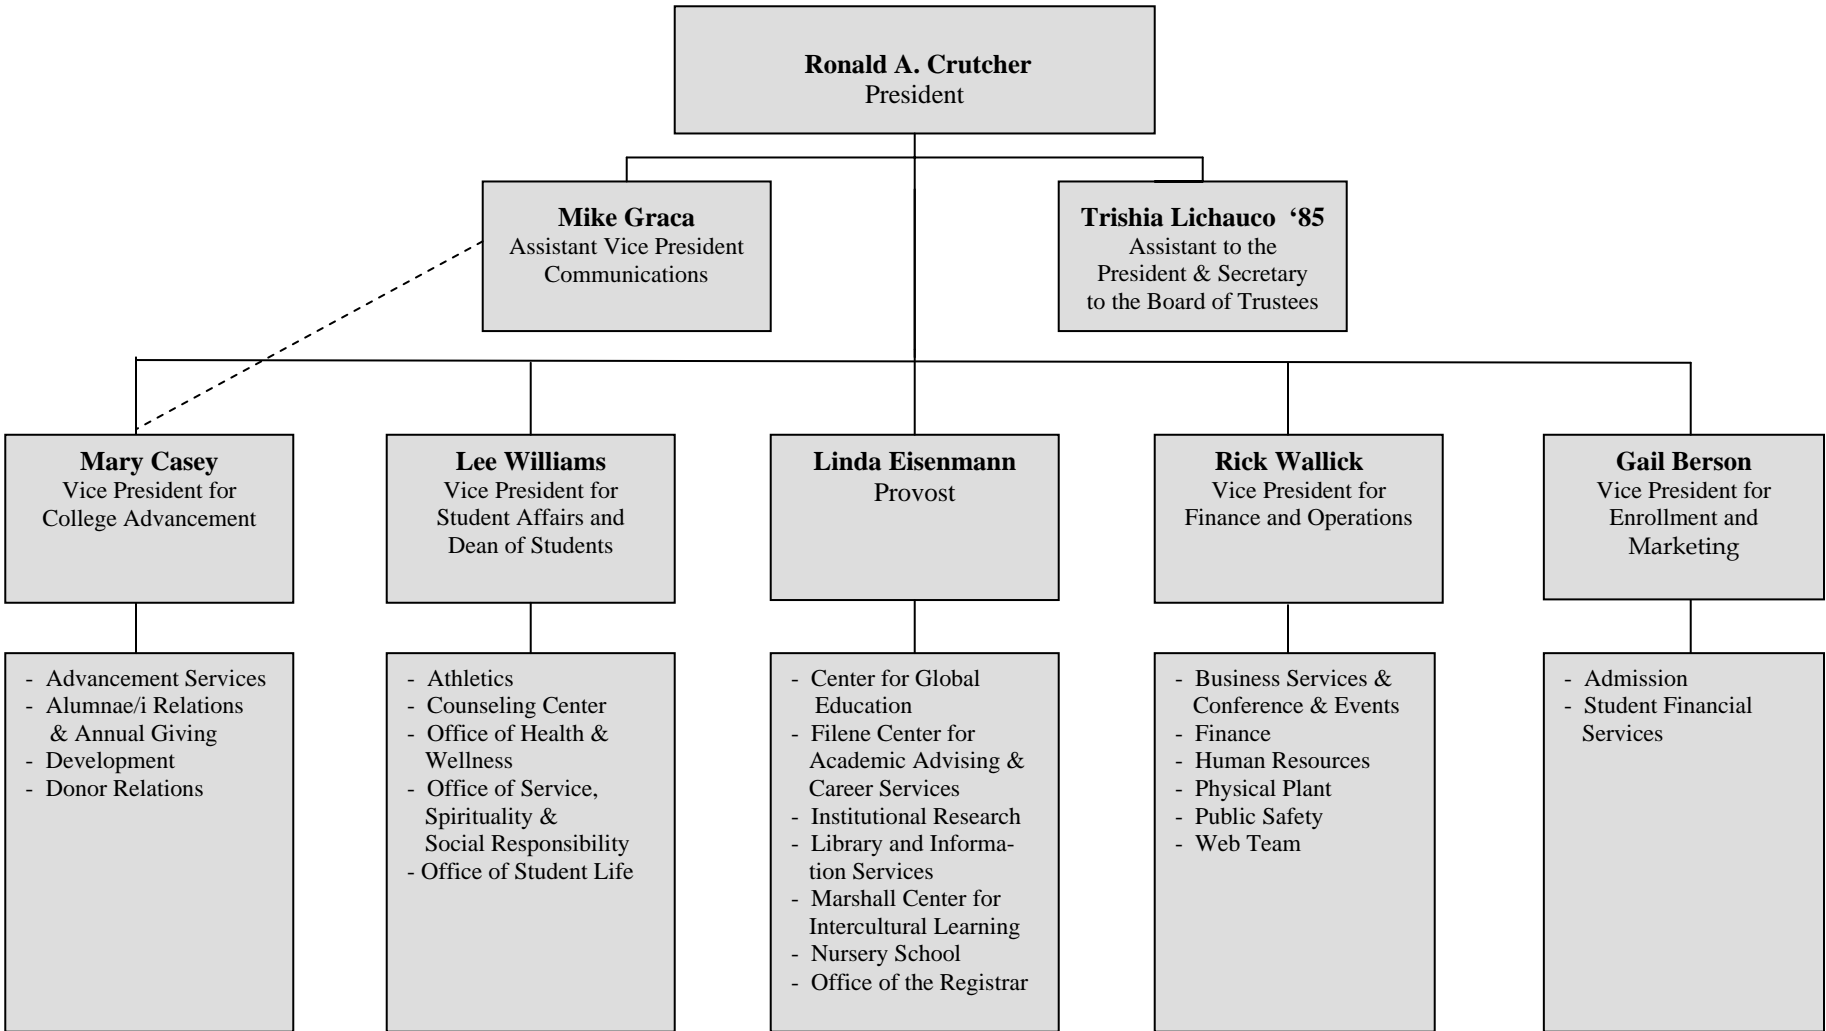 Ronald A. Crutcher
President
Mike Graca
Assistant Vice President
Communications
Trishia Lichauco ‘85
Assistant to the
President & Secretary
to the Board of Trustees
Mary Casey
Vice President for
College Advancement
Lee Williams
Vice President for
Student Affairs and
Dean of Students
Linda Eisenmann
Provost
Rick Wallick
Vice President for
Finance and Operations
Gail Berson
Vice President for
Enrollment and
Marketing
- Advancement Services
- Alumnae/i Relations
& Annual Giving
- Development
- Donor Relations
- Athletics
- Counseling Center
- Office of Health &
Wellness
- Office of Service,
Spirituality &
Social Responsibility
- Office of Student Life
- Center for Global
Education
- Filene Center for
Academic Advising &
Career Services
- Institutional Research
- Library and Informa-
tion Services
- Marshall Center for
Intercultural Learning
- Nursery School
- Office of the Registrar
- Business Services &
Conference & Events
- Finance
- Human Resources
- Physical Plant
- Public Safety
- Web Team
- Admission
- Student Financial
Services